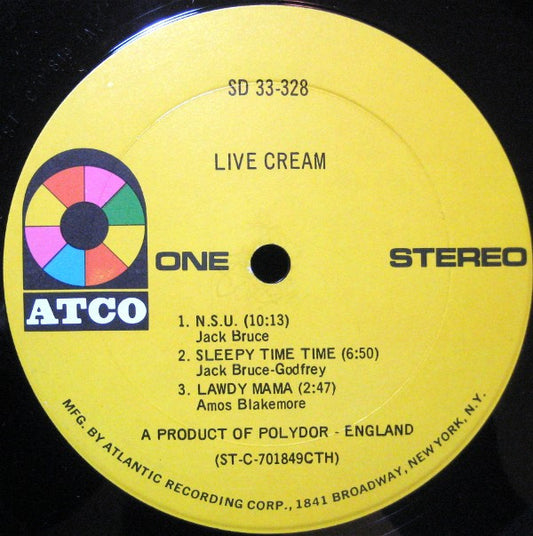 SD 33-328
LIVE CREAM
ONE
STEREO
ATCO
1. N.S.U. (10:13)
Jack Bruce
2. SLEEPY TIME TIME (6:50)
Jack Bruce-Godfrey
3. LAWDY MAMA (2:47)
Amos Blakemore
A PRODUCT OF POLYDOR - ENGLAND
(ST-C-701849CTH)
MFG. BY ATLANTIC RECORDING CORP., 1841 BROADWAY, NEW YORK, N.Y.